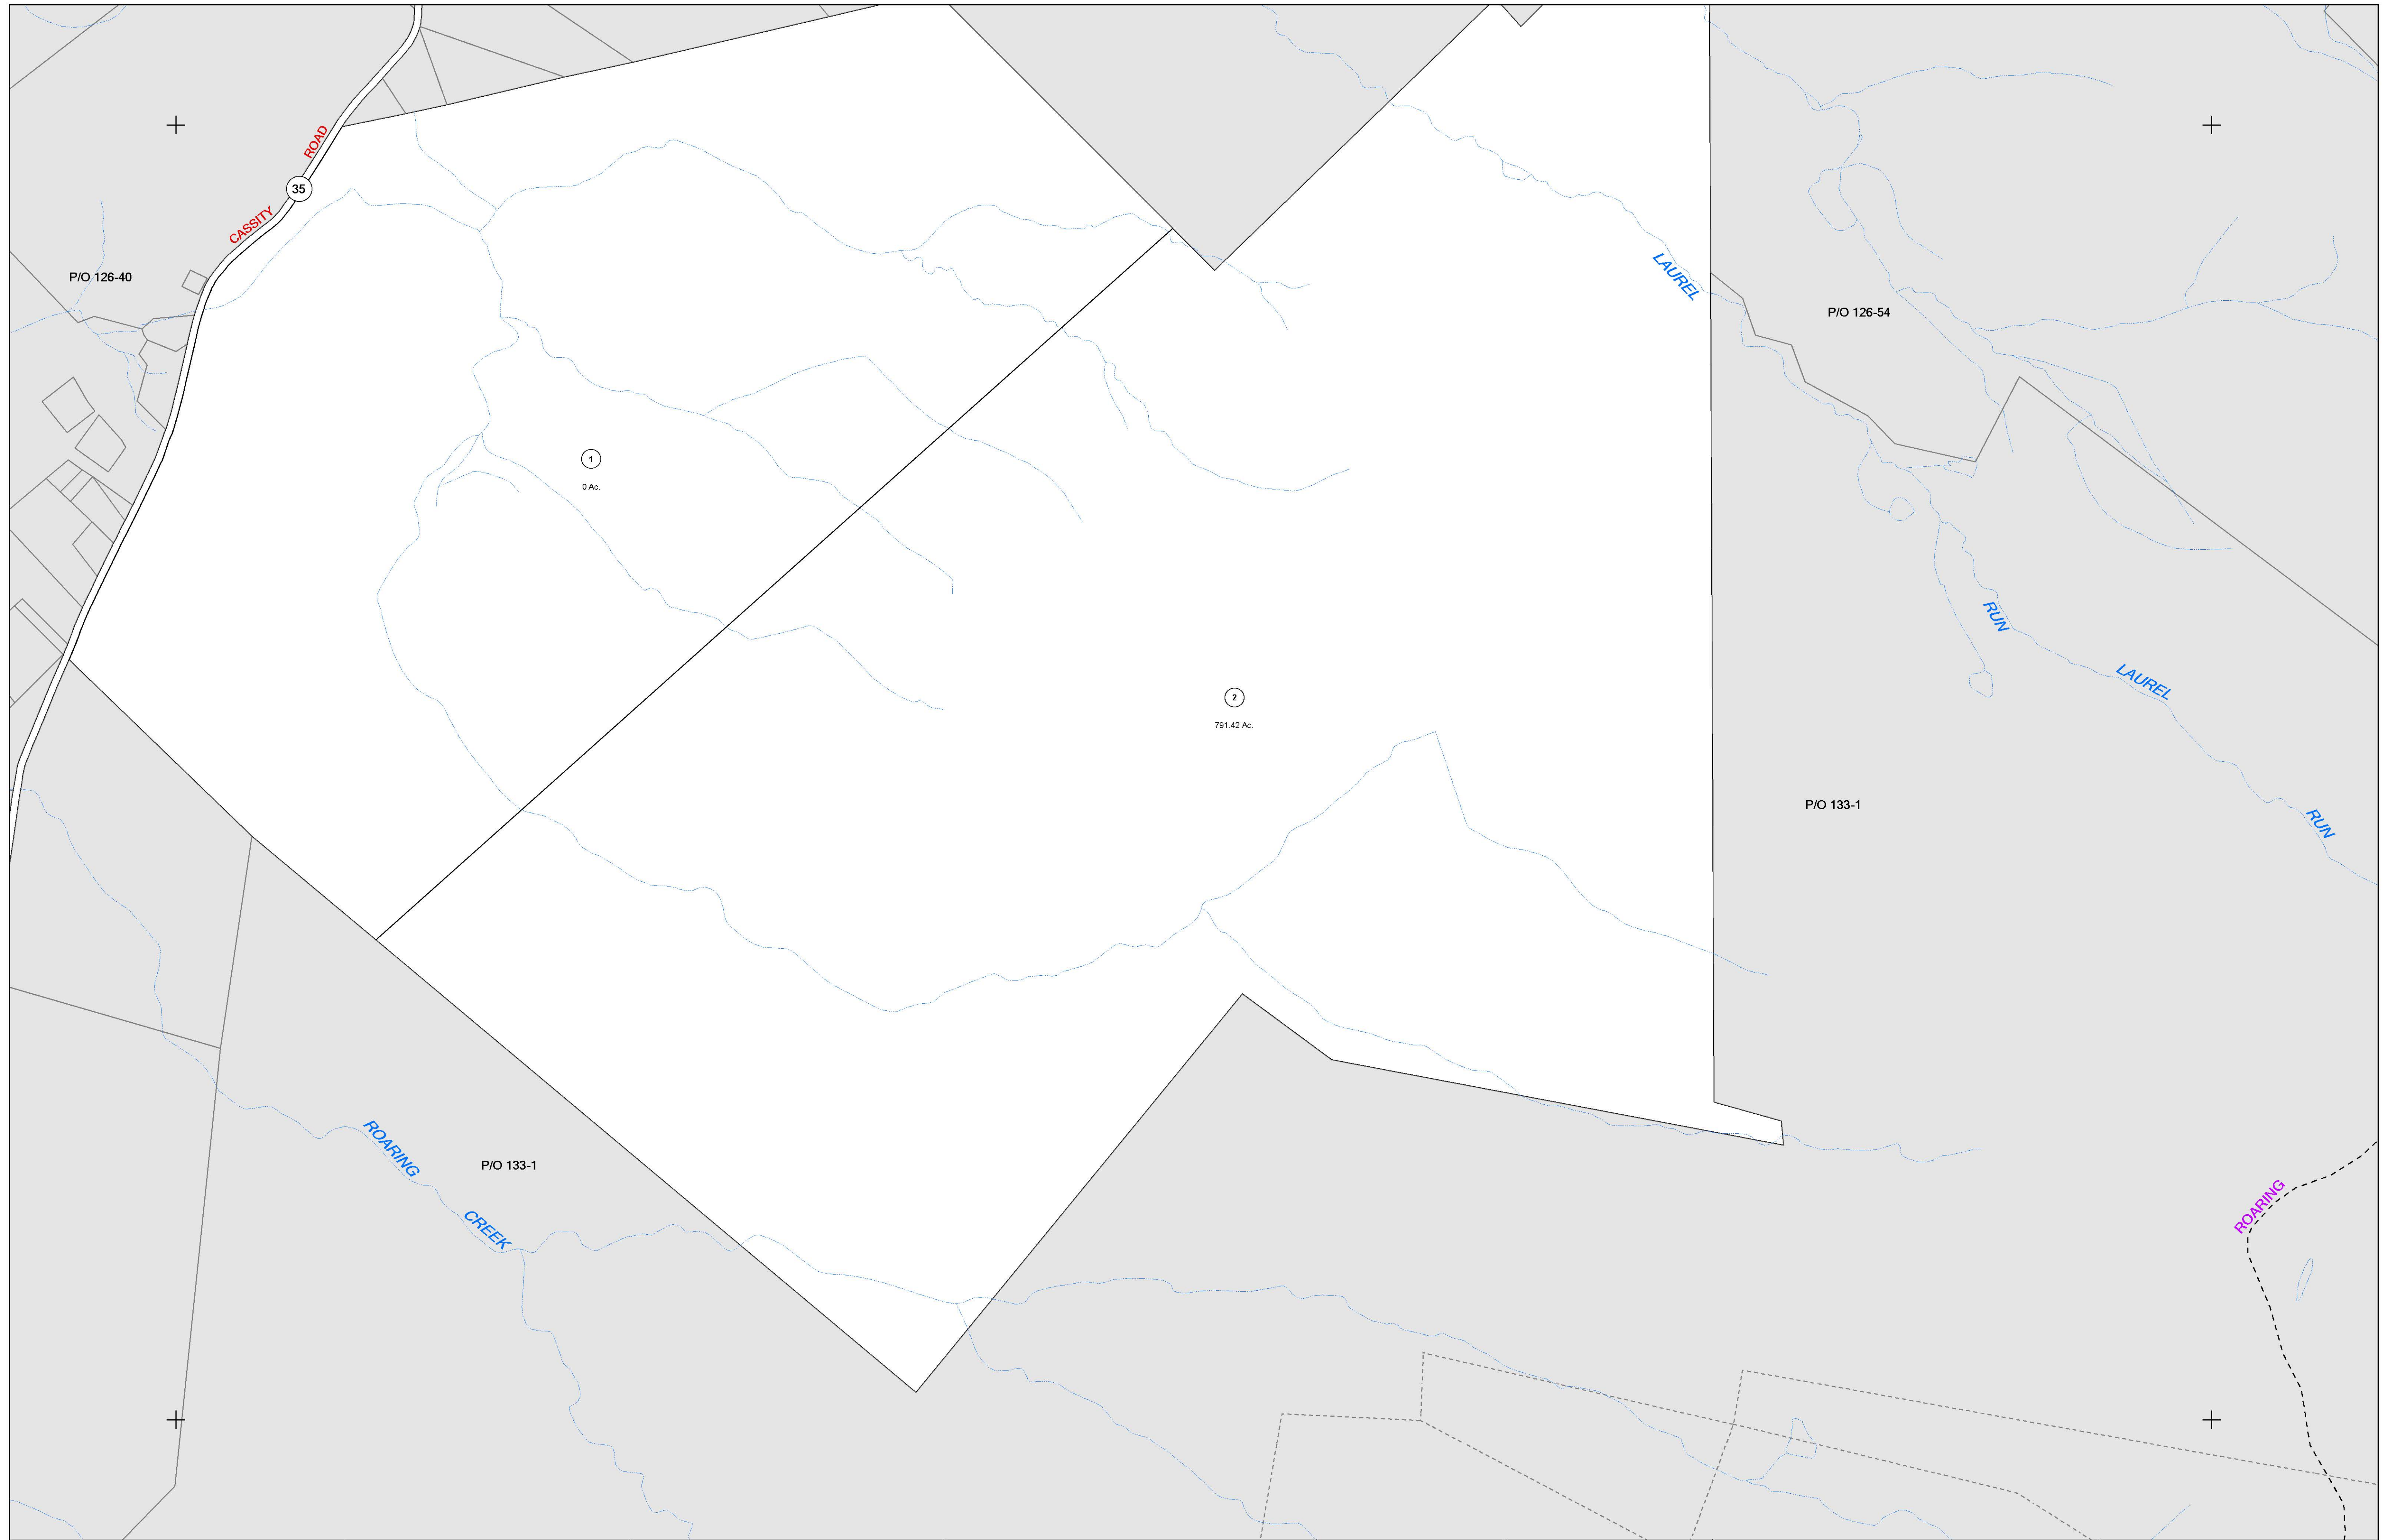 ROAD
35
CASSITY
P/O 126-40
LAUREL
P/O 126-54
1
0 Ac.
RUN
LAUREL
2
791.42 Ac.
P/O 133-1
RUN
ROARING
P/O 133-1
CREEK
ROARING